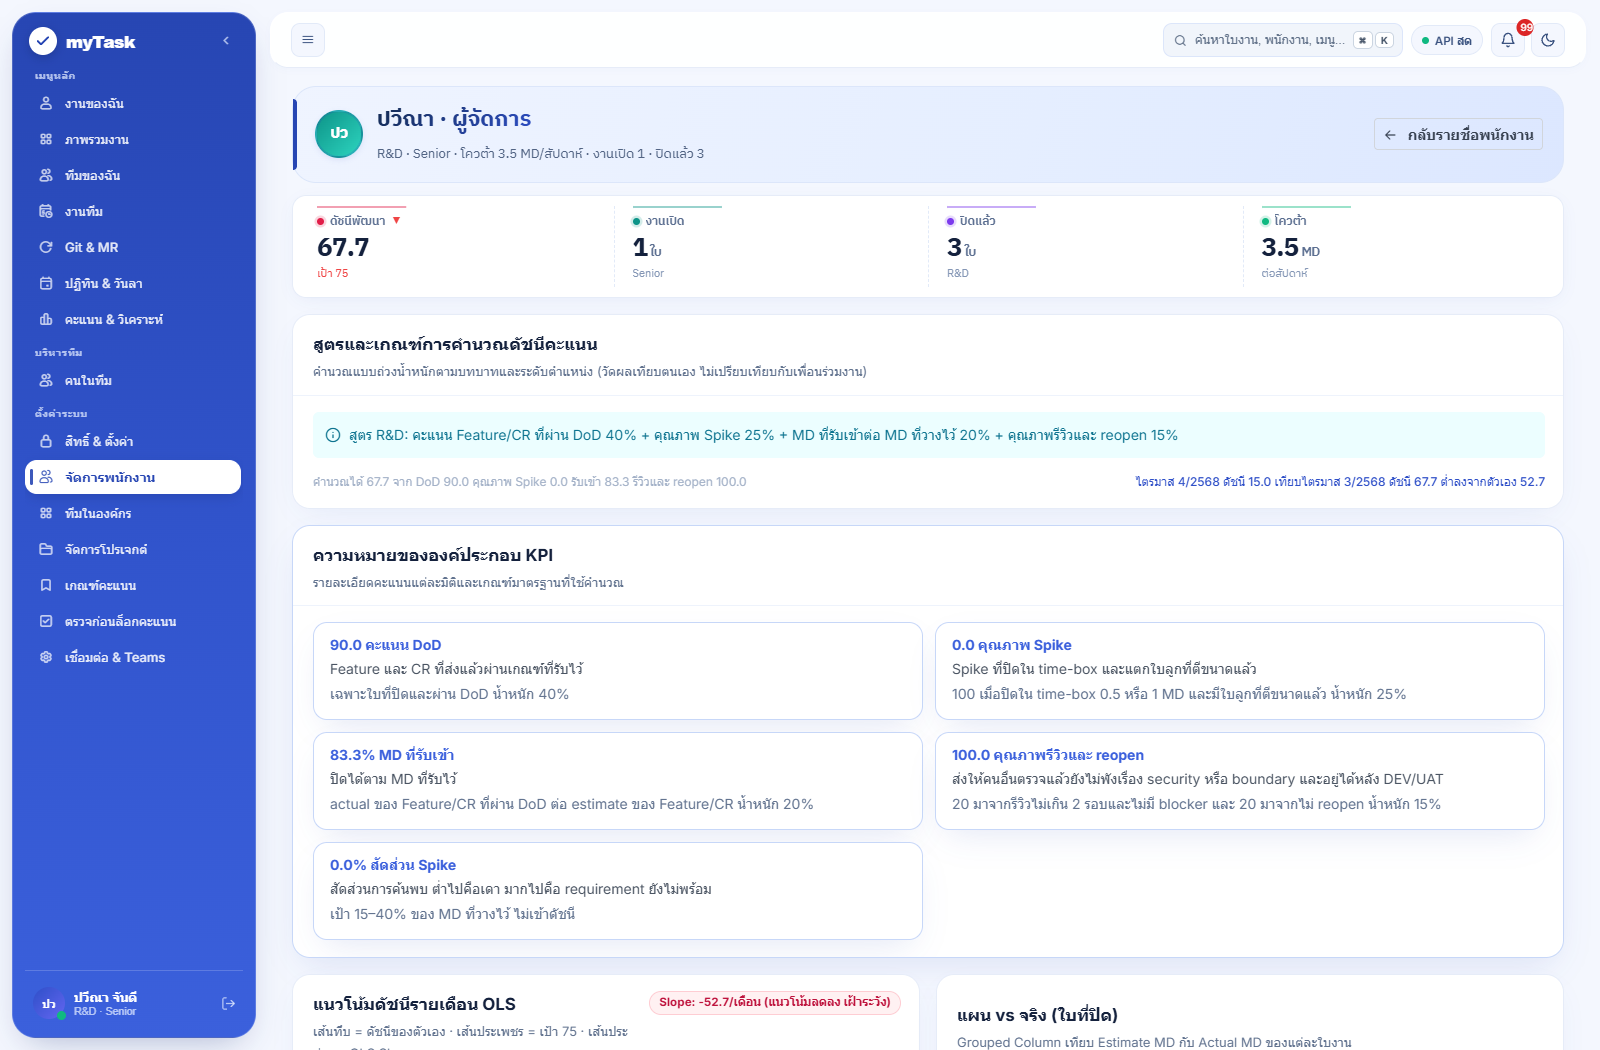 myTask
เมนูหลัก
งานของฉัน
ภาพรวมงาน
ทีมของฉัน
งานทีม
Git & MR
ปฏิทิน & วันลา
คะแนน & วิเคราะห์
บริหารทีม
คนในทีม
ตั้งค่าระบบ
สิทธิ์ & ตั้งค่า
จัดการพนักงาน
ทีมในองค์กร
จัดการโปรเจกต์
เกณฑ์คะแนน
ตรวจก่อนล็อกคะแนน
เชื่อมต่อ & Teams
ปว
ปวีณา จันดี
R&D · Senior
ค้นหาใบงาน, พนักงาน, เมนู... ⌘ K
API สด
99
ปว
ปวีณา · ผู้จัดการ
R&D · Senior · โควต้า 3.5 MD/สัปดาห์ · งานเปิด 1 · ปิดแล้ว 3
← กลับรายชื่อพนักงาน
ดัชนีพัฒนา ▼
67.7
เป้า 75
งานเปิด
1 ใบ
Senior
ปิดแล้ว
3 ใบ
R&D
โควต้า
3.5 MD
ต่อสัปดาห์
สูตรและเกณฑ์การคำนวณดัชนีคะแนน
คำนวณแบบถ่วงน้ำหนักตามบทบาทและระดับตำแหน่ง (วัดผลเทียบตนเอง ไม่เปรียบเทียบกับเพื่อนร่วมงาน)
สูตร R&D: คะแนน Feature/CR ที่ผ่าน DoD 40% + คุณภาพ Spike 25% + MD ที่รับเข้าต่อ MD ที่วางไว้ 20% + คุณภาพรีวิวและ reopen 15%
คำนวณได้ 67.7 จาก DoD 90.0 คุณภาพ Spike 0.0 รับเข้า 83.3 รีวิวและ reopen 100.0
ไตรมาส 4/2568 ดัชนี 15.0 เทียบไตรมาส 3/2568 ดัชนี 67.7 ต่ำลงจากตัวเอง 52.7
ความหมายขององค์ประกอบ KPI
รายละเอียดคะแนนแต่ละมิติและเกณฑ์มาตรฐานที่ใช้คำนวณ
90.0 คะแนน DoD
Feature และ CR ที่ส่งแล้วผ่านเกณฑ์ที่รับไว้
เฉพาะใบที่ปิดและผ่าน DoD น้ำหนัก 40%
0.0 คุณภาพ Spike
Spike ที่ปิดใน time-box และแตกใบลูกที่ตีขนาดแล้ว
100 เมื่อปิดใน time-box 0.5 หรือ 1 MD และมีใบลูกที่ตีขนาดแล้ว น้ำหนัก 25%
83.3% MD ที่รับเข้า
ปิดได้ตาม MD ที่รับไว้
actual ของ Feature/CR ที่ผ่าน DoD ต่อ estimate ของ Feature/CR น้ำหนัก 20%
100.0 คุณภาพรีวิวและ reopen
ส่งให้คนอื่นตรวจแล้วยังไม่พังเรื่อง security หรือ boundary และอยู่ได้หลัง DEV/UAT
20 มาจากรีวิวไม่เกิน 2 รอบและไม่มี blocker และ 20 มาจากไม่ reopen น้ำหนัก 15%
0.0% สัดส่วน Spike
สัดส่วนการค้นพบ ต่ำไปคือเดา มากไปคือ requirement ยังไม่พร้อม
เป้า 15–40% ของ MD ที่วางไว้ ไม่เข้าดัชนี
แนวโน้มดัชนีรายเดือน OLS
Slope: -52.7/เดือน (แนวโน้มลดลง เฝ้าระวัง)
เส้นทึบ = ดัชนีของตัวเอง · เส้นประเพชร = เป้า 75 · เส้นประ
แผน vs จริง (ใบที่ปิด)
Grouped Column เทียบ Estimate MD กับ Actual MD ของแต่ละใบงาน